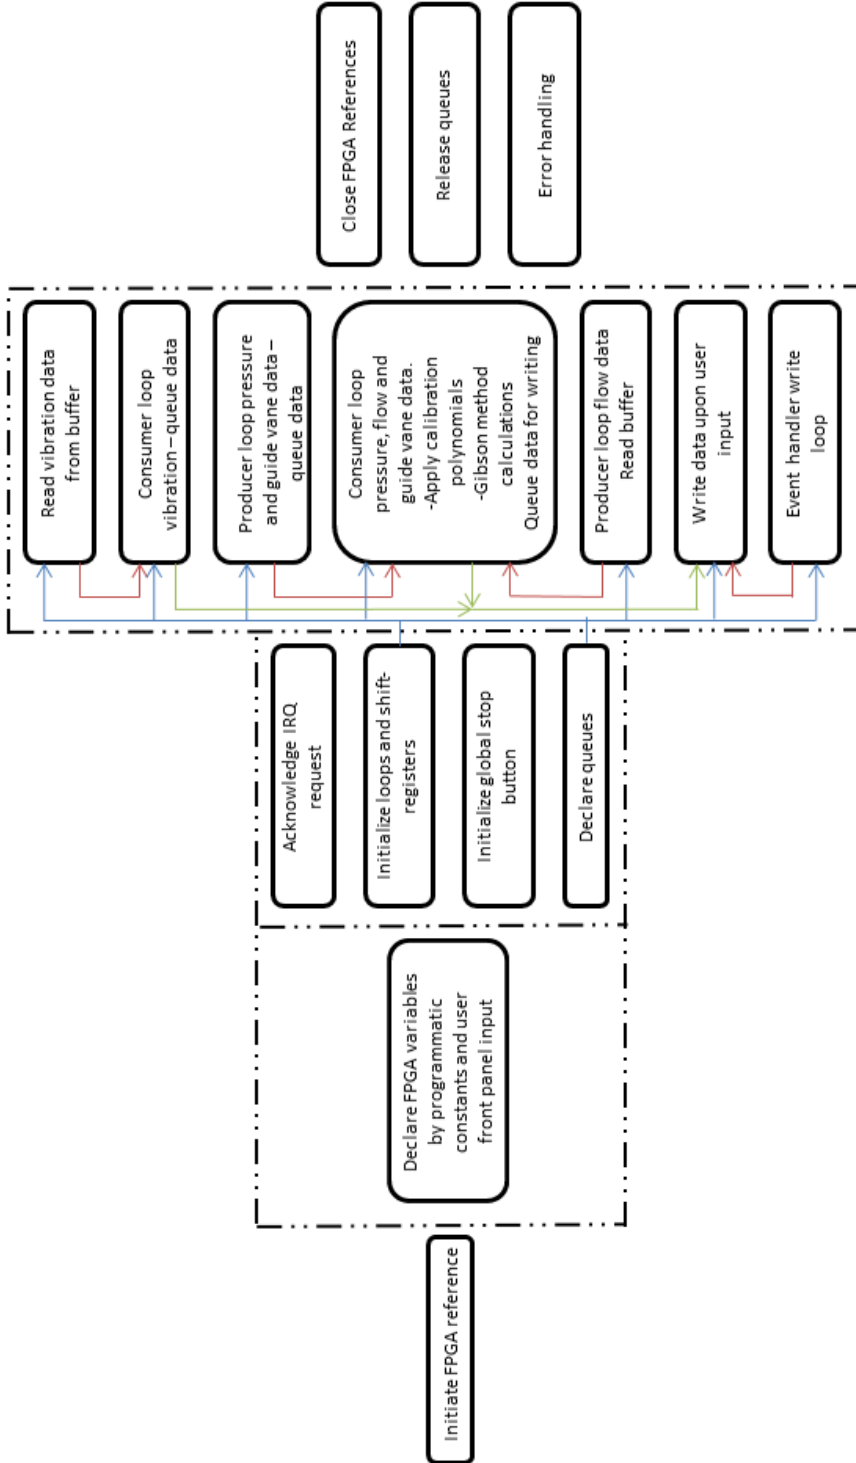 Initiate FPGA reference
Declare FPGA variables
by programmatic
constants and user
front panel input
Acknowledge IRQ
request
Initialize loops and shift-
registers
Initialize global stop
button
Declare queues
Read vibration data
from buffer
Consumer loop
vibration – queue data
Producer loop pressure
and guide vane data –
queue data
Consumer loop
pressure, flow and
guide vane data.
-Apply calibration
polynomials
-Gibson method
calculations
Queue data for writing
Producer loop flow data
Read buffer
Write data upon user
input
Event handler write
loop
Close FPGA References
Release queues
Error handling